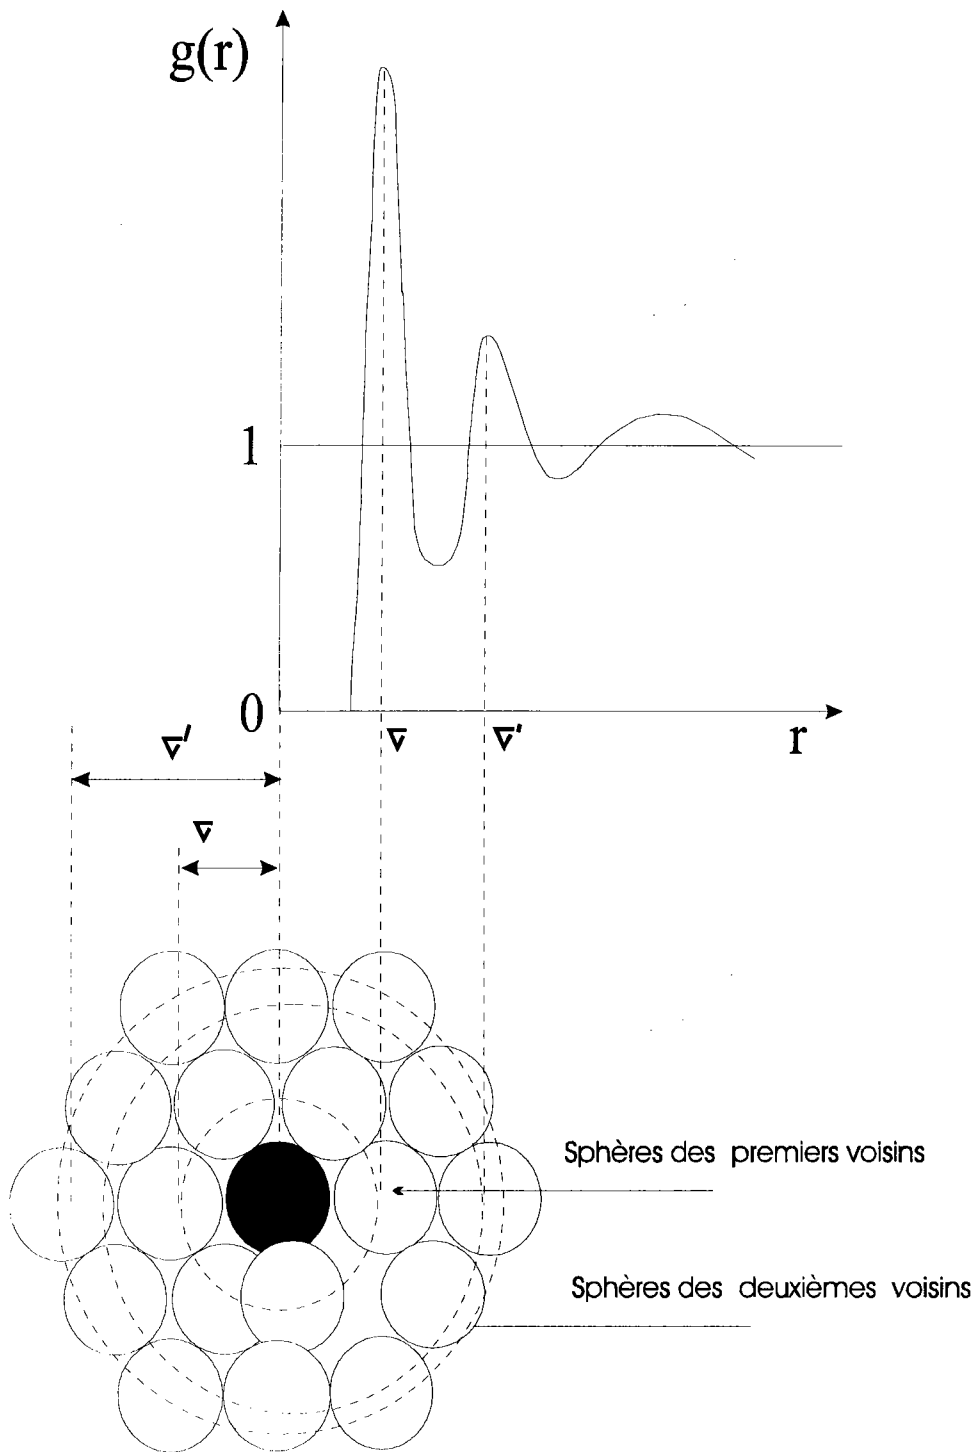 g(r)
1
0
r
Sphères des premiers voisins
Sphères des deuxièmes voisins